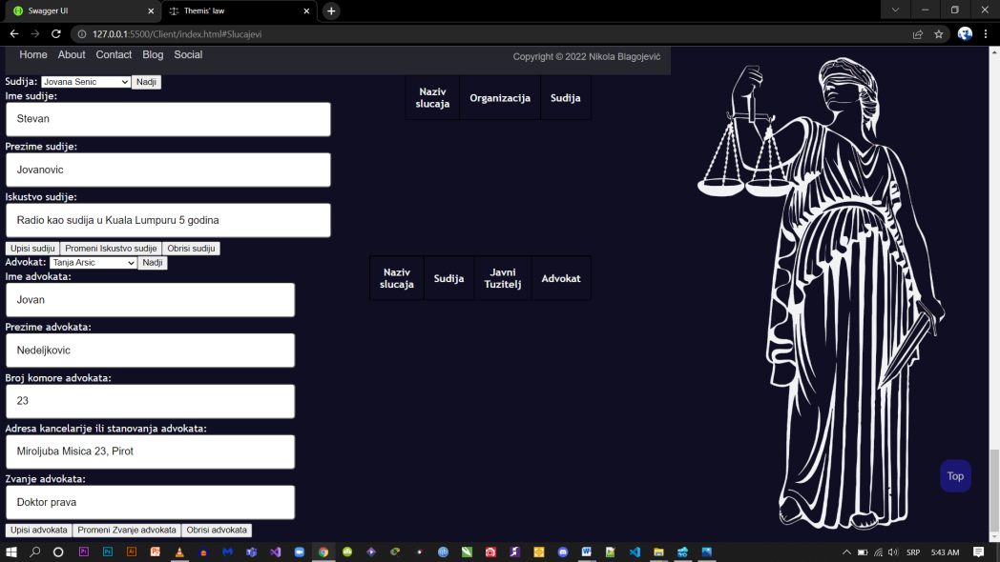 Swagger UI
Themis' law
127.0.0.1:5500/Client/index.html#Slucajevi
Home About Contact Blog Social
Copyright © 2022 Nikola Blagojević
Sudija: Jovana Senic Nadji
Ime sudije:
Stevan
Prezime sudije:
Jovanovic
Iskustvo sudije:
Radio kao sudija u Kuala Lumpuru 5 godina
Upisi sudiju Promeni Iskustvo sudije Obrisi sudiju
Naziv
slucaja
Organizacija
Sudija
Advokat: Tanja Arsic Nadji
Ime advokata:
Jovan
Prezime advokata:
Nedeljkovic
Broj komore advokata:
23
Adresa kancelarije ili stanovanja advokata:
Miroljuba Misica 23, Pirot
Zvanje advokata:
Doktor prava
Upisi advokata Promeni Zvanje advokata Obrisi advokata
Naziv
slucaja
Sudija
Javni
Tuzitelj
Advokat
Top
SRP 5:43 AM